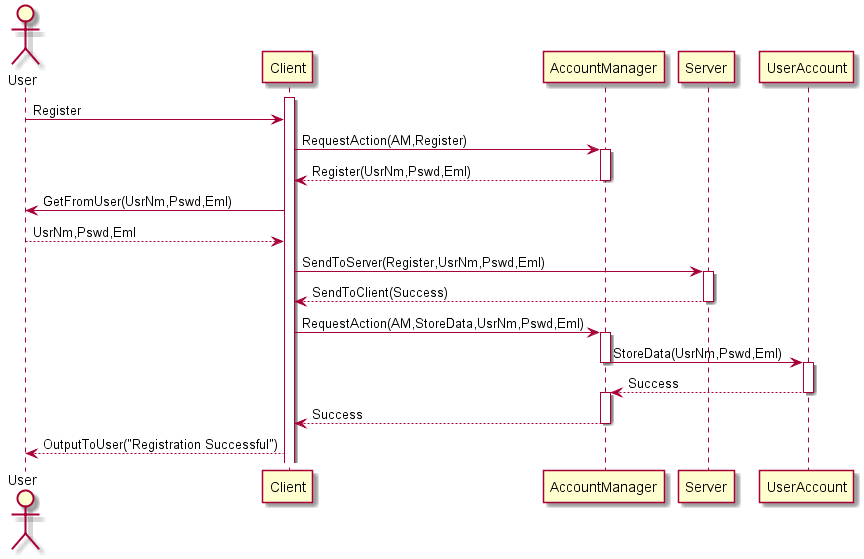 User
Client
AccountManager
Server
UserAccount
Register
RequestAction(AM,Register)
Register(UsrNm,Pswd,Eml)
GetFromUser(UsrNm,Pswd,Eml)
UsrNm,Pswd,Eml
SendToServer(Register,UsrNm,Pswd,Eml)
SendToClient(Success)
RequestAction(AM,StoreData,UsrNm,Pswd,Eml)
StoreData(UsrNm,Pswd,Eml)
Success
Success
OutputToUser("Registration Successful")
User
Client
AccountManager
Server
UserAccount